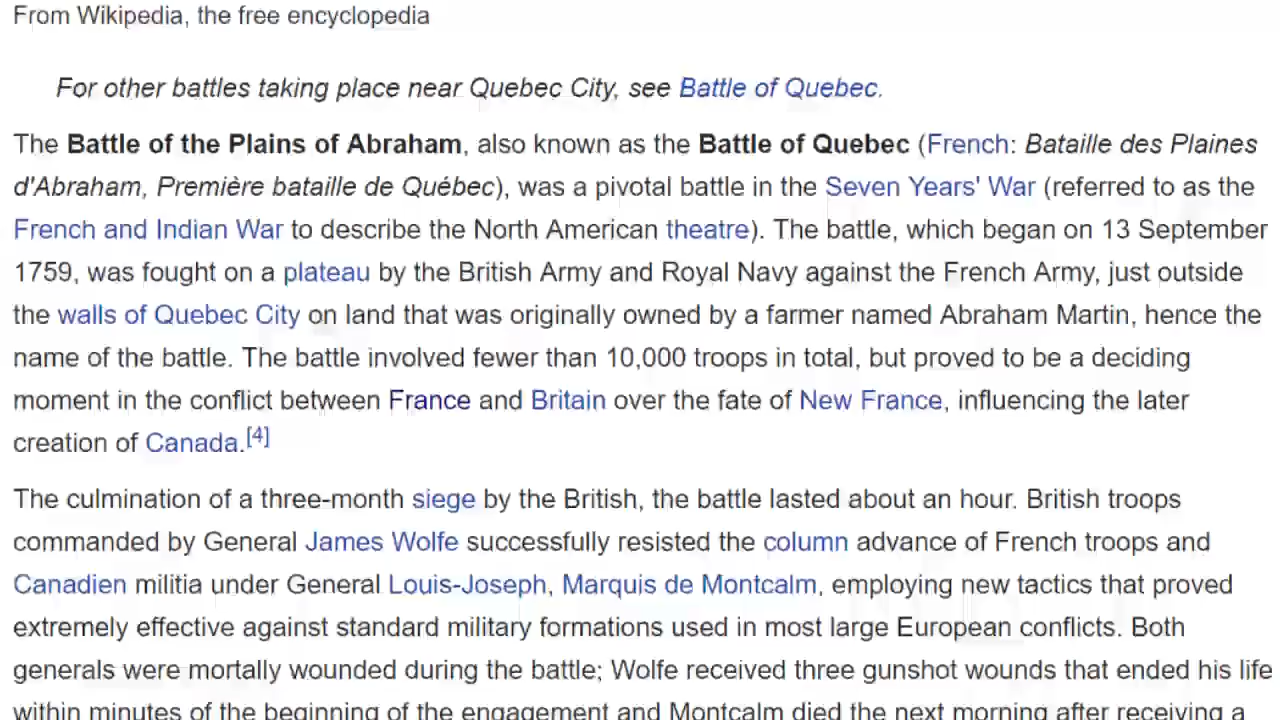 From Wikipedia, the free encyclopedia
For other battles taking place near Quebec City, see Battle of Quebec.
The Battle of the Plains of Abraham, also known as the Battle of Quebec (French: Bataille des Plaines
d'Abraham, Première bataille de Québec), was a pivotal battle in the Seven Years' War (referred to as the
French and Indian War to describe the North American theatre). The battle, which began on 13 September
1759, was fought on a plateau by the British Army and Royal Navy against the French Army, just outside
the walls of Quebec City on land that was originally owned by a farmer named Abraham Martin, hence the
name of the battle. The battle involved fewer than 10,000 troops in total, but proved to be a deciding
moment in the conflict between France and Britain over the fate of New France, influencing the later
creation of Canada.[4]
The culmination of a three-month siege by the British, the battle lasted about an hour. British troops
commanded by General James Wolfe successfully resisted the column advance of French troops and
Canadien militia under General Louis-Joseph, Marquis de Montcalm, employing new tactics that proved
extremely effective against standard military formations used in most large European conflicts. Both
generals were mortally wounded during the battle; Wolfe received three gunshot wounds that ended his life
within minutes of the beginning of the engagement and Montcalm died the next morning after receiving a